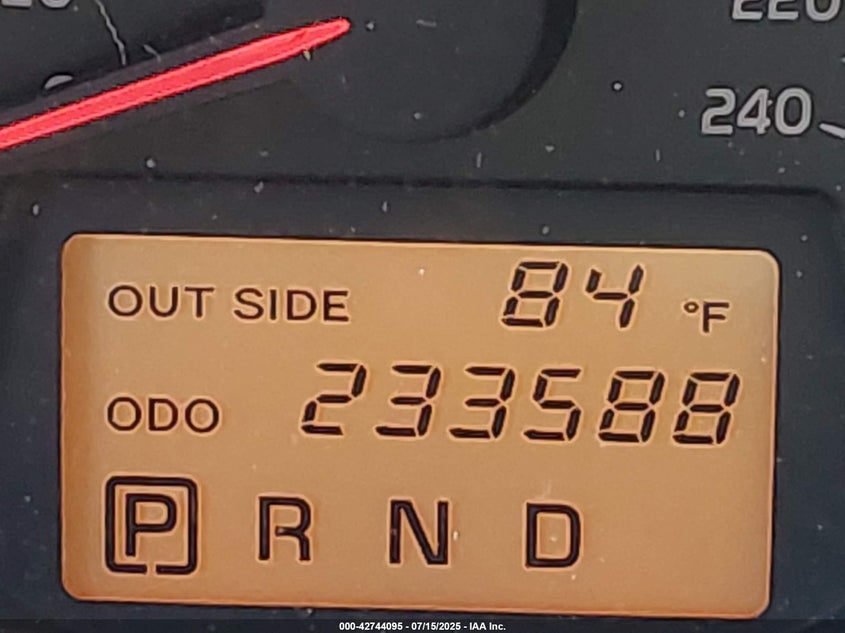 220
240
OUT SIDE 84 °F
ODO 233588
P R N D
000-42744095 - 07/15/2025 - IAA Inc.